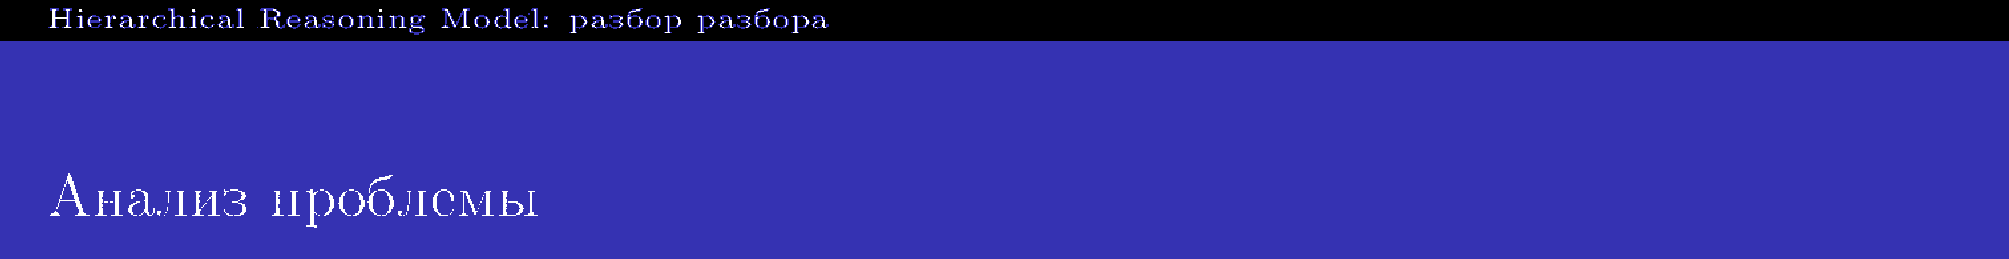 Hierarchical Reasoning Model: разбор разбора
Анализ проблемы